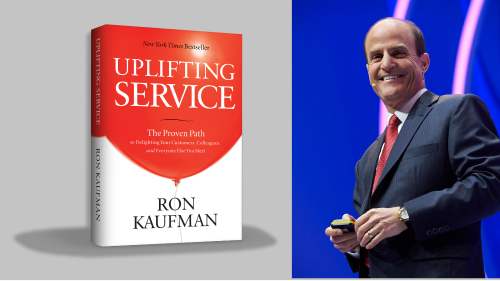 New York Times Bestseller
UPLIFTING
SERVICE
The Proven Path
to Delighting Your Customers, Colleagues,
and Everyone Else You Meet
RON
KAUFMAN
UPLIFTING SERVICE
RON KAUFMAN